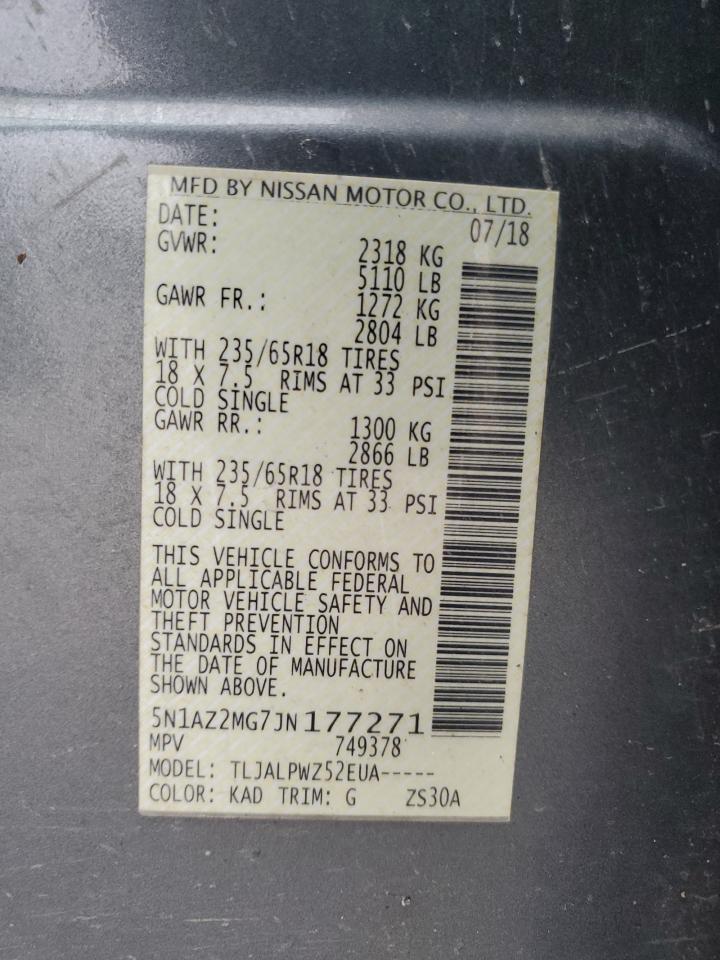 MFD BY NISSAN MOTOR CO., LTD.
DATE: 07/18
GVWR: 2318 KG
5110 LB
GAWR FR.: 1272 KG
2804 LB
WITH 235/65R18 TIRES
18 X 7.5 RIMS AT 33 PSI
COLD SINGLE
GAWR RR.: 1300 KG
2866 LB
WITH 235/65R18 TIRES
18 X 7.5 RIMS AT 33 PSI
COLD SINGLE
THIS VEHICLE CONFORMS TO
ALL APPLICABLE FEDERAL
MOTOR VEHICLE SAFETY AND
THEFT PREVENTION
STANDARDS IN EFFECT ON
THE DATE OF MANUFACTURE
SHOWN ABOVE.
5N1AZ2MG7JN177271
MPV 749378
MODEL: TLJALPWZ52EUA-----
COLOR: KAD TRIM: G ZS30A